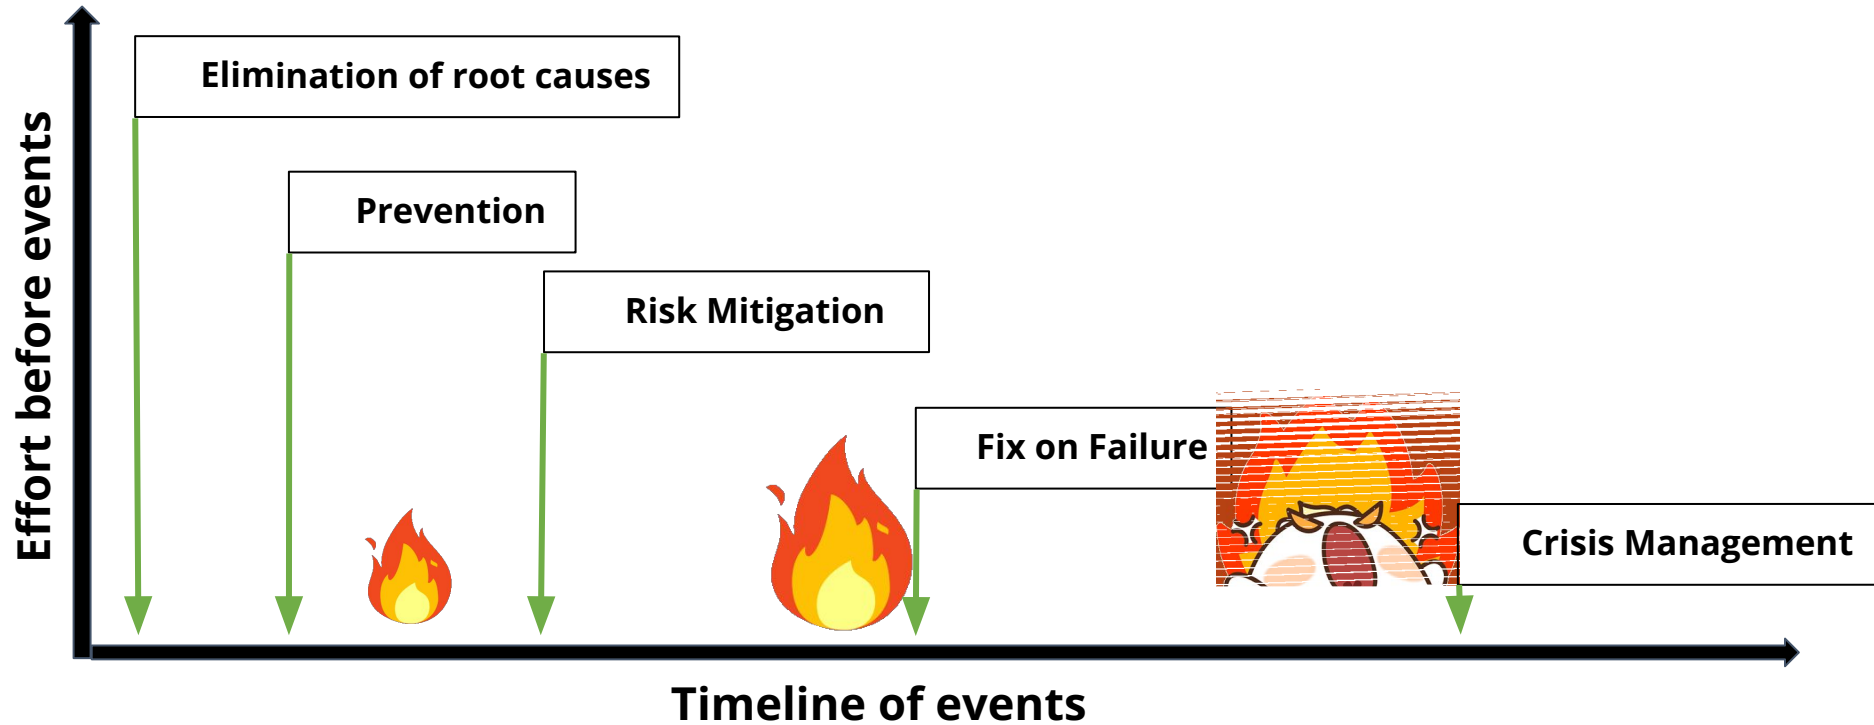 Effort before events
Elimination of root causes
Prevention
Risk Mitigation
Fix on Failure
Crisis Management
Timeline of events